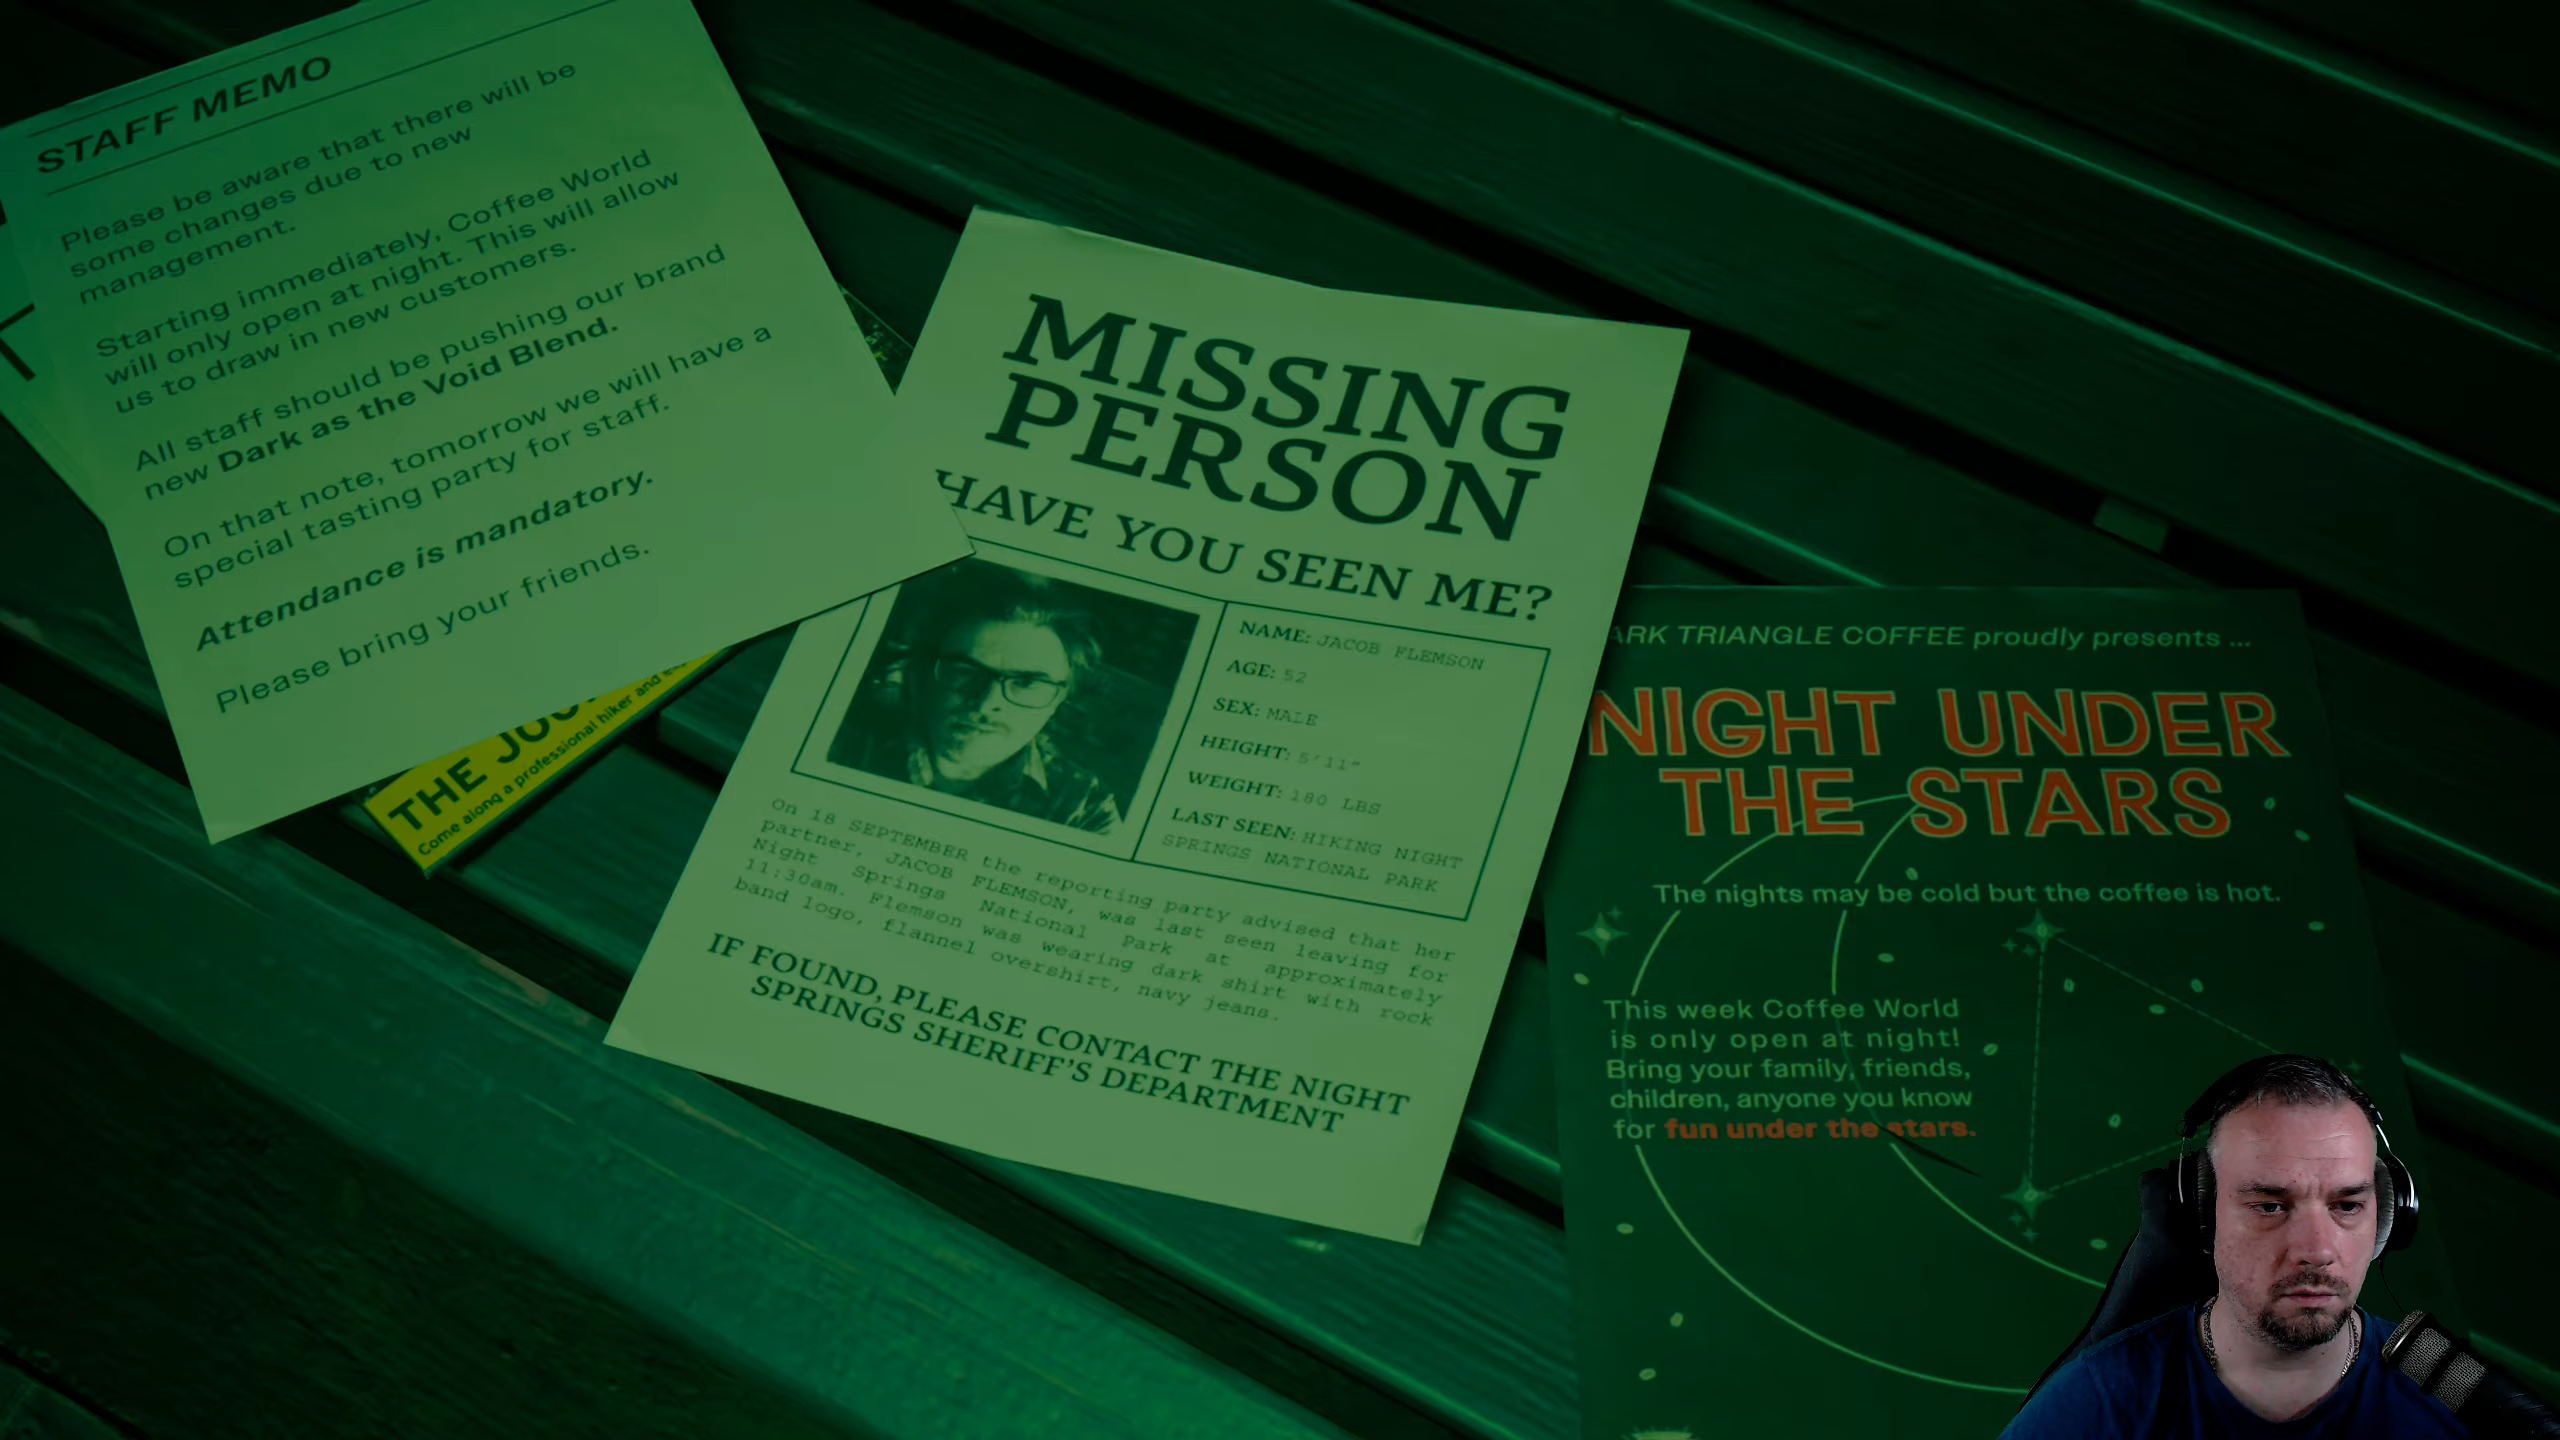 STAFF MEMO
Please be aware that there will be
some changes due to new
management.
Starting immediately, Coffee World
will only open at night. This will allow
us to draw in new customers.
All staff should be pushing our brand
new Dark as the Void Blend.
On that note, tomorrow we will have a
special tasting party for staff.
Attendance is mandatory.
Please bring your friends.
THE
Come along a professional hiker and
MISSING
PERSON
HAVE YOU SEEN ME?
NAME: JACOB FLEMSON
AGE: 52
SEX: MALE
HEIGHT: 5'11"
WEIGHT: 180 LBS
LAST SEEN: HIKING NIGHT
SPRINGS NATIONAL PARK
On 18 SEPTEMBER the reporting party advised that her
partner, JACOB FLEMSON, was last seen leaving for
Night Springs National Park at approximately
11:30am. Flemson was wearing dark shirt with rock
band logo, flannel overshirt, navy jeans.
IF FOUND, PLEASE CONTACT THE NIGHT
SPRINGS SHERIFF'S DEPARTMENT
ARK TRIANGLE COFFEE proudly presents ...
NIGHT UNDER
THE STARS
The nights may be cold but the coffee is hot.
This week Coffee World
is only open at night!
Bring your family, friends,
children, anyone you know
for fun under the stars.